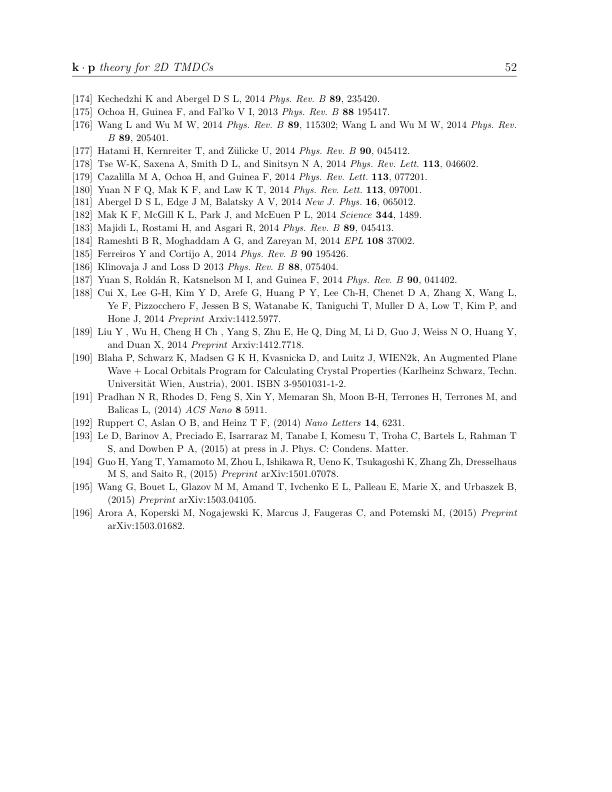 k · p theory for 2D TMDCs 52
[174] Kechedzhi K and Abergel D S L, 2014 Phys. Rev. B 89, 235420.
[175] Ochoa H, Guinea F, and Fal'ko V I, 2013 Phys. Rev. B 88 195417.
[176] Wang L and Wu M W, 2014 Phys. Rev. B 89, 115302; Wang L and Wu M W, 2014 Phys. Rev.
B 89, 205401.
[177] Hatami H, Kernreiter T, and Zülicke U, 2014 Phys. Rev. B 90, 045412.
[178] Tse W-K, Saxena A, Smith D L, and Sinitsyn N A, 2014 Phys. Rev. Lett. 113, 046602.
[179] Cazalilla M A, Ochoa H, and Guinea F, 2014 Phys. Rev. Lett. 113, 077201.
[180] Yuan N F Q, Mak K F, and Law K T, 2014 Phys. Rev. Lett. 113, 097001.
[181] Abergel D S L, Edge J M, Balatsky A V, 2014 New J. Phys. 16, 065012.
[182] Mak K F, McGill K L, Park J, and McEuen P L, 2014 Science 344, 1489.
[183] Majidi L, Rostami H, and Asgari R, 2014 Phys. Rev. B 89, 045413.
[184] Rameshti B R, Moghaddam A G, and Zareyan M, 2014 EPL 108 37002.
[185] Ferreiros Y and Cortijo A, 2014 Phys. Rev. B 90 195426.
[186] Klinovaja J and Loss D 2013 Phys. Rev. B 88, 075404.
[187] Yuan S, Roldán R, Katsnelson M I, and Guinea F, 2014 Phys. Rev. B 90, 041402.
[188] Cui X, Lee G-H, Kim Y D, Arefe G, Huang P Y, Lee Ch-H, Chenet D A, Zhang X, Wang L,
Ye F, Pizzocchero F, Jessen B S, Watanabe K, Taniguchi T, Muller D A, Low T, Kim P, and
Hone J, 2014 Preprint Arxiv:1412.5977.
[189] Liu Y , Wu H, Cheng H Ch , Yang S, Zhu E, He Q, Ding M, Li D, Guo J, Weiss N O, Huang Y,
and Duan X, 2014 Preprint Arxiv:1412.7718.
[190] Blaha P, Schwarz K, Madsen G K H, Kvasnicka D, and Luitz J, WIEN2k, An Augmented Plane
Wave + Local Orbitals Program for Calculating Crystal Properties (Karlheinz Schwarz, Techn.
Universität Wien, Austria), 2001. ISBN 3-9501031-1-2.
[191] Pradhan N R, Rhodes D, Feng S, Xin Y, Memaran Sh, Moon B-H, Terrones H, Terrones M, and
Balicas L, (2014) ACS Nano 8 5911.
[192] Ruppert C, Aslan O B, and Heinz T F, (2014) Nano Letters 14, 6231.
[193] Le D, Barinov A, Preciado E, Isarraraz M, Tanabe I, Komesu T, Troha C, Bartels L, Rahman T
S, and Dowben P A, (2015) at press in J. Phys. C: Condens. Matter.
[194] Guo H, Yang T, Yamamoto M, Zhou L, Ishikawa R, Ueno K, Tsukagoshi K, Zhang Zh, Dresselhaus
M S, and Saito R, (2015) Preprint arXiv:1501.07078.
[195] Wang G, Bouet L, Glazov M M, Amand T, Ivchenko E L, Palleau E, Marie X, and Urbaszek B,
(2015) Preprint arXiv:1503.04105.
[196] Arora A, Koperski M, Nogajewski K, Marcus J, Faugeras C, and Potemski M, (2015) Preprint
arXiv:1503.01682.